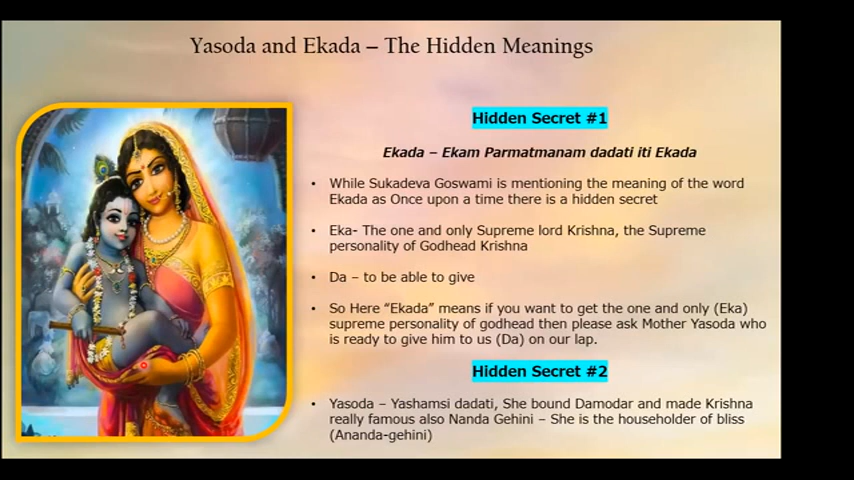 Yasoda and Ekada – The Hidden Meanings
Hidden Secret #1
Ekada – Ekam Parmatmanam dadati iti Ekada
• While Sukadeva Goswami is mentioning the meaning of the word
Ekada as Once upon a time there is a hidden secret
• Eka- The one and only Supreme lord Krishna, the Supreme
personality of Godhead Krishna
• Da – to be able to give
• So Here “Ekada” means if you want to get the one and only (Eka)
supreme personality of godhead then please ask Mother Yasoda who
is ready to give him to us (Da) on our lap.
Hidden Secret #2
• Yasoda – Yashamsi dadati, She bound Damodar and made Krishna
really famous also Nanda Gehini – She is the householder of bliss
(Ananda-gehini)